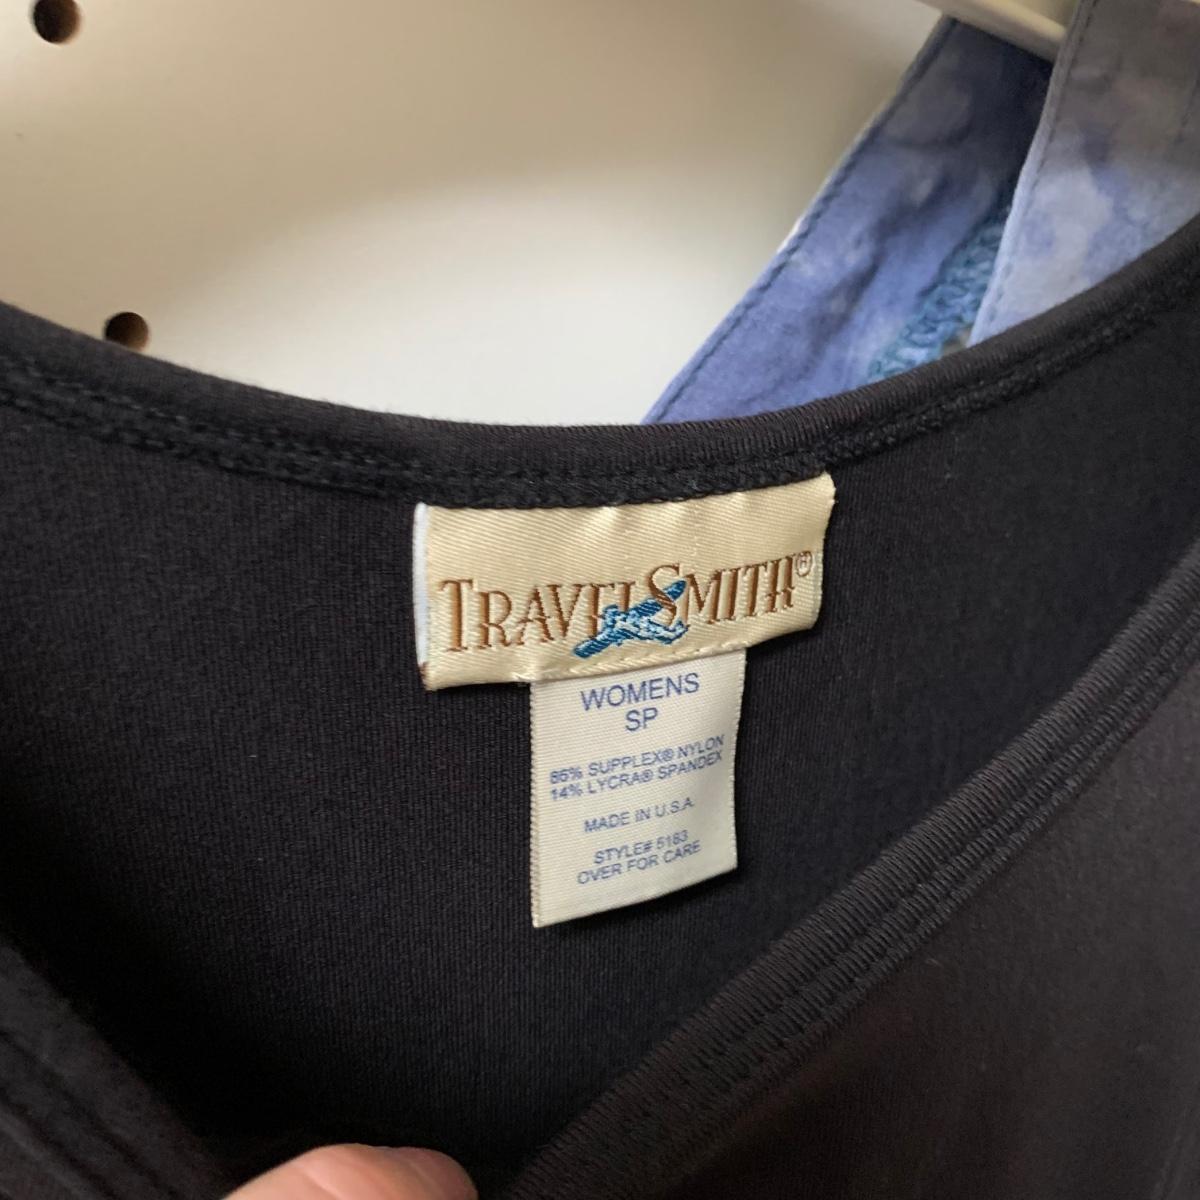 TRAVELSMITH®
WOMENS
SP
86% SUPPLEX® NYLON
14% LYCRA® SPANDEX
MADE IN U.S.A.
STYLE# 5183
OVER FOR CARE